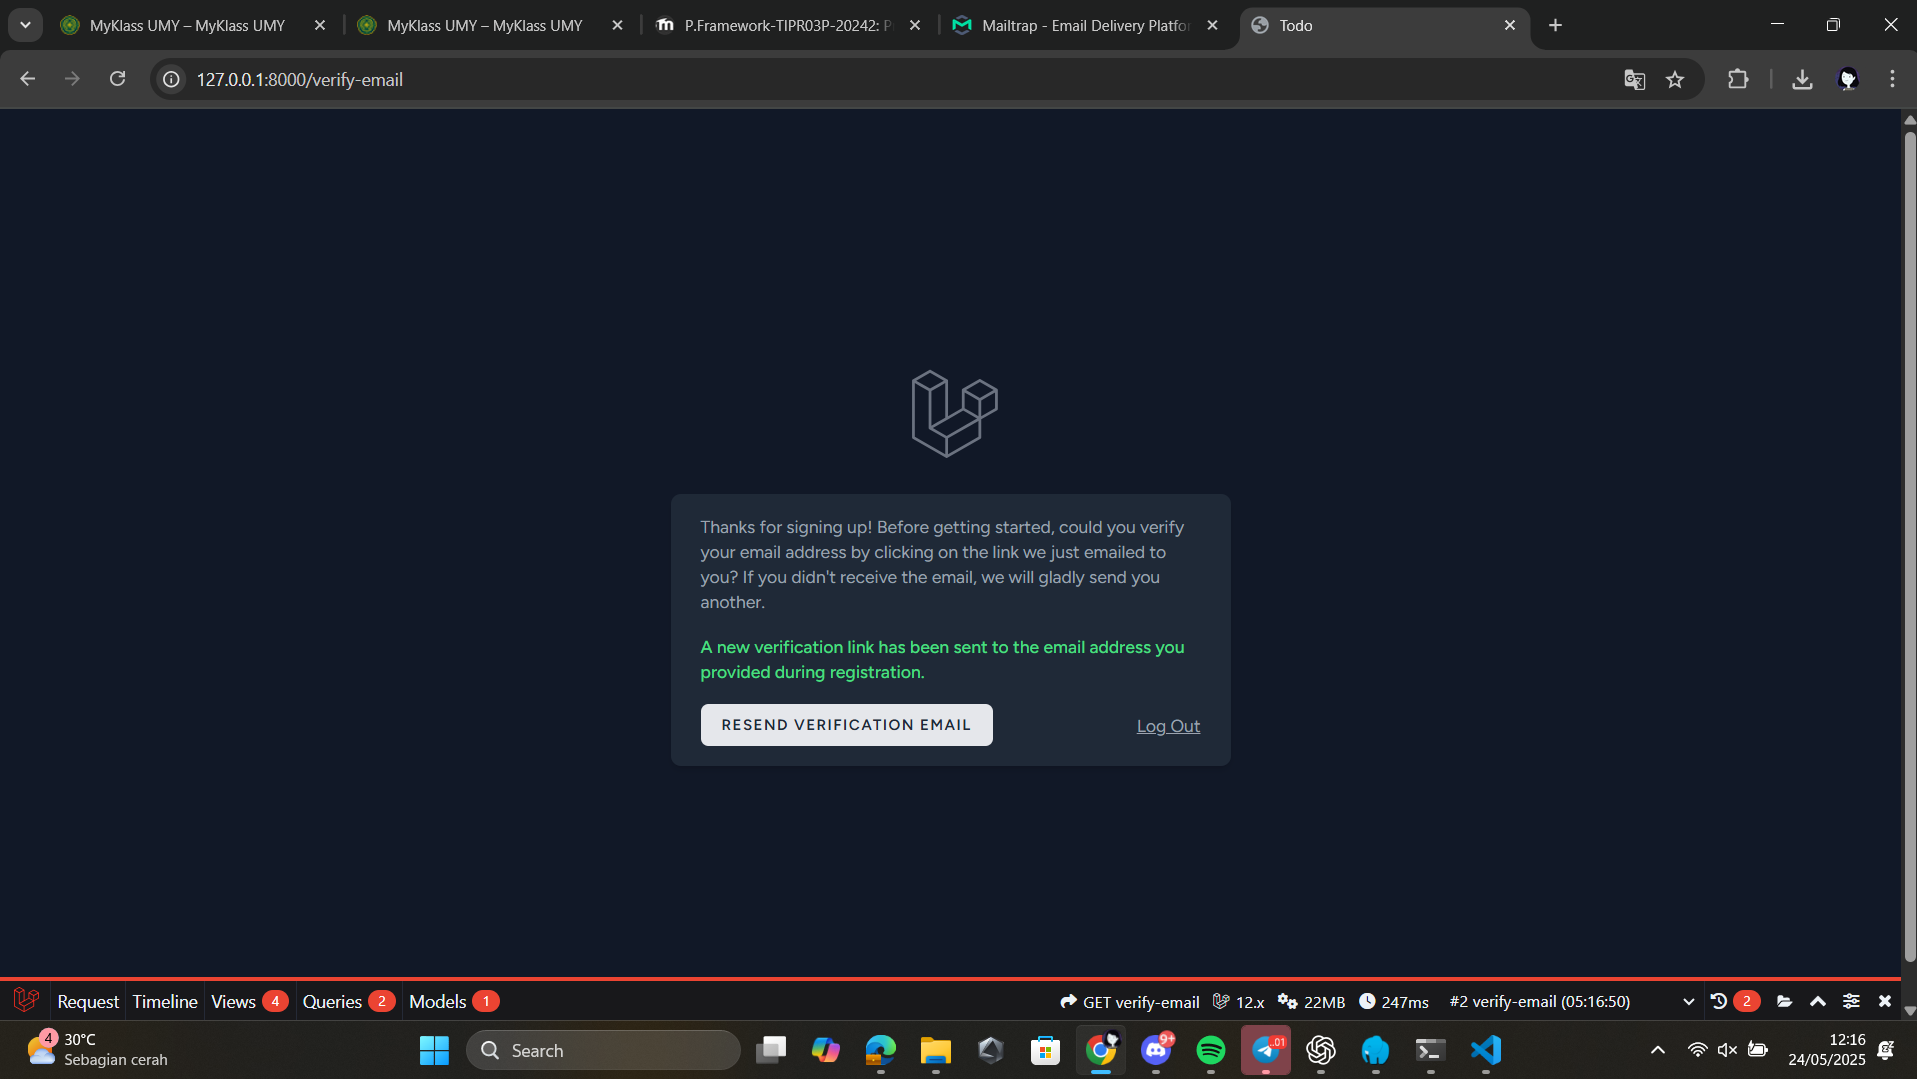 MyKlass UMY – MyKlass UMY
MyKlass UMY – MyKlass UMY
P.Framework-TIPR03P-20242: P
Mailtrap - Email Delivery Platfor
Todo
127.0.0.1:8000/verify-email
Thanks for signing up! Before getting started, could you verify
your email address by clicking on the link we just emailed to
you? If you didn't receive the email, we will gladly send you
another.
A new verification link has been sent to the email address you
provided during registration.
RESEND VERIFICATION EMAIL
Log Out
Request Timeline Views 4 Queries 2 Models 1 GET verify-email 12.x 22MB 247ms #2 verify-email (05:16:50) 2
4
30°C
Sebagian cerah
Search
9+
.01
12:16
24/05/2025